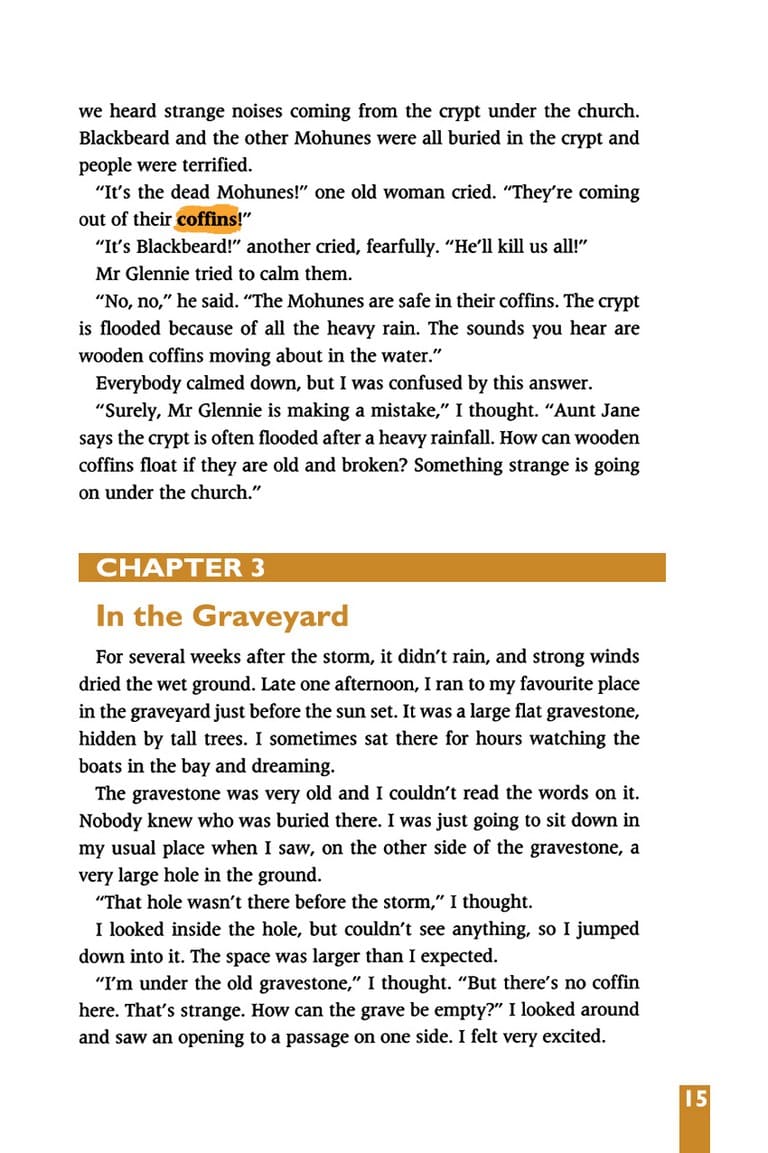 we heard strange noises coming from the crypt under the church.
Blackbeard and the other Mohunes were all buried in the crypt and
people were terrified.
“It’s the dead Mohunes!” one old woman cried. “They’re coming
out of their coffins!”
“It’s Blackbeard!” another cried, fearfully. “He’ll kill us all!”
Mr Glennie tried to calm them.
“No, no,” he said. “The Mohunes are safe in their coffins. The crypt
is flooded because of all the heavy rain. The sounds you hear are
wooden coffins moving about in the water.”
Everybody calmed down, but I was confused by this answer.
“Surely, Mr Glennie is making a mistake,” I thought. “Aunt Jane
says the crypt is often flooded after a heavy rainfall. How can wooden
coffins float if they are old and broken? Something strange is going
on under the church.”
CHAPTER 3
In the Graveyard
For several weeks after the storm, it didn’t rain, and strong winds
dried the wet ground. Late one afternoon, I ran to my favourite place
in the graveyard just before the sun set. It was a large flat gravestone,
hidden by tall trees. I sometimes sat there for hours watching the
boats in the bay and dreaming.
The gravestone was very old and I couldn’t read the words on it.
Nobody knew who was buried there. I was just going to sit down in
my usual place when I saw, on the other side of the gravestone, a
very large hole in the ground.
“That hole wasn’t there before the storm,” I thought.
I looked inside the hole, but couldn’t see anything, so I jumped
down into it. The space was larger than I expected.
“I’m under the old gravestone,” I thought. “But there’s no coffin
here. That’s strange. How can the grave be empty?” I looked around
and saw an opening to a passage on one side. I felt very excited.
15